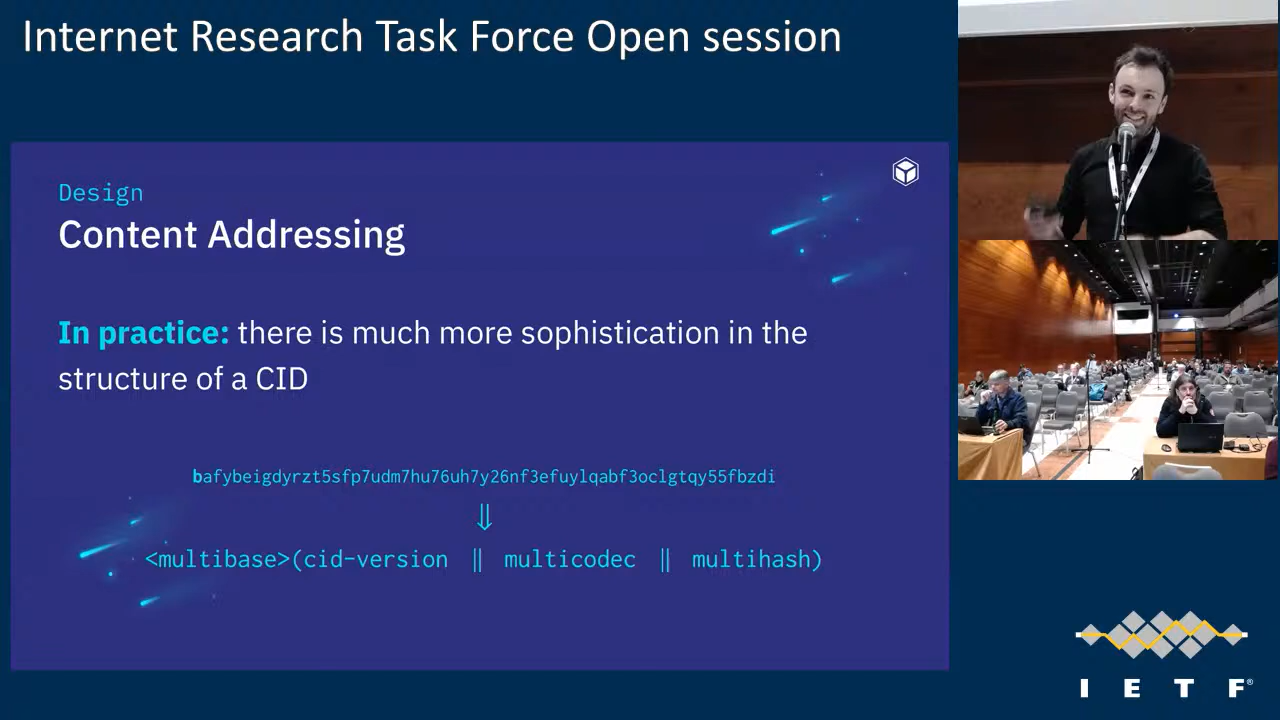 Internet Research Task Force Open session
Design
Content Addressing
In practice: there is much more sophistication in the
structure of a CID
bafybeigdyrzt5sfp7udm7hu76uh7y26nf3efuylqabf3oclgtqy55fbzdi
⇓
<multibase>(cid-version || multicodec || multihash)
IETF®